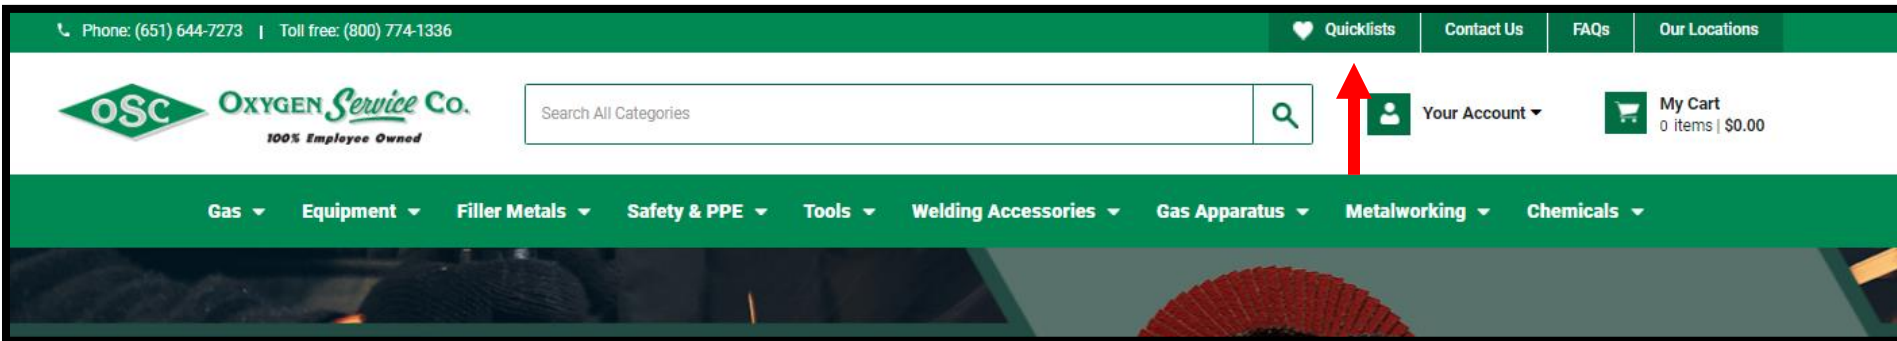 Phone: (651) 644-7273 | Toll free: (800) 774-1336
Quicklists
Contact Us
FAQs
Our Locations
OSC
OXYGEN Service Co.
100% Employee Owned
Search All Categories
Your Account
My Cart
0 items | $0.00
Gas
Equipment
Filler Metals
Safety & PPE
Tools
Welding Accessories
Gas Apparatus
Metalworking
Chemicals